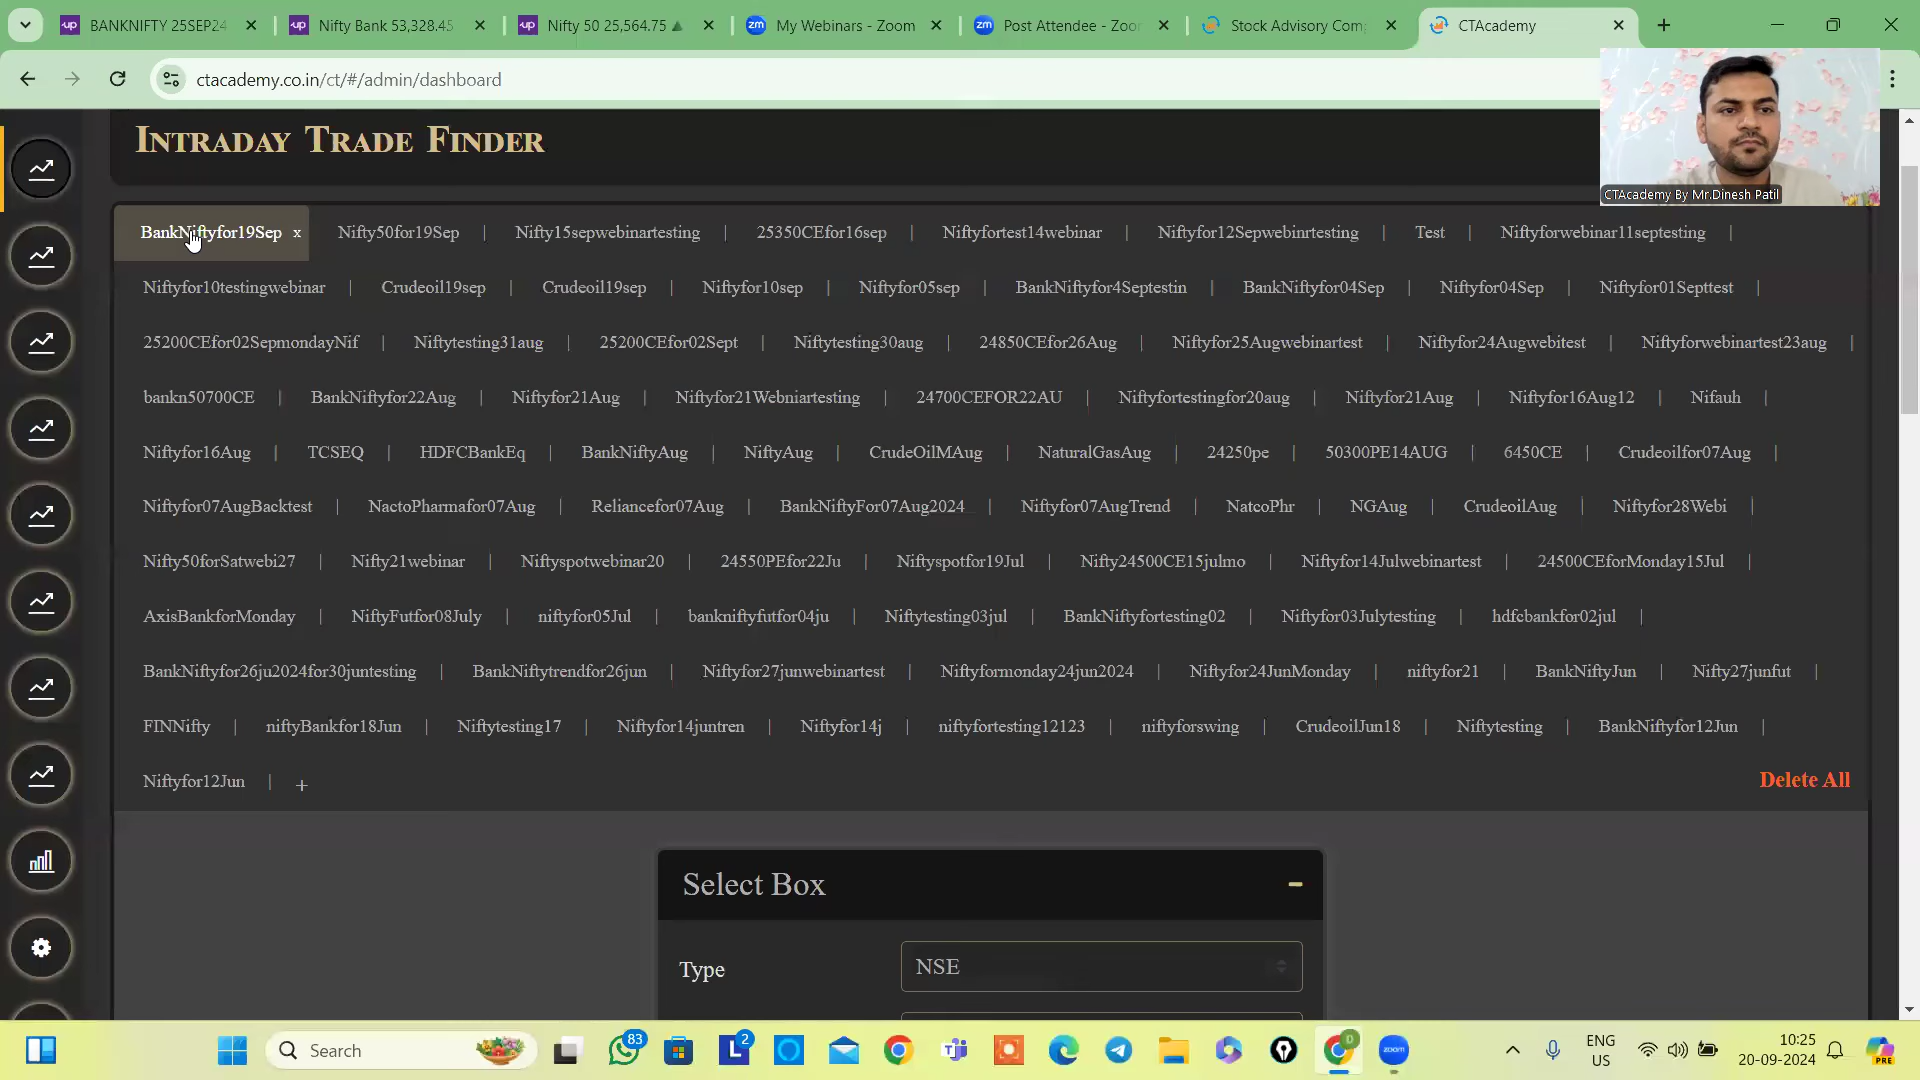 BANKNIFTY 25SEP24
Nifty Bank 53,328.45
Nifty 50 25,564.75 ▲
My Webinars - Zoom
Post Attendee - Zoo
Stock Advisory Com
CTAcademy
ctacademy.co.in/ct/#/admin/dashboard
CTAcademy By Mr.Dinesh Patil
Intraday Trade Finder
BankNiftyfor19Sep x Nifty50for19Sep | Nifty15sepwebinartesting | 25350CEfor16sep | Niftyfortest14webinar | Niftyfor12Sepwebinrtesting | Test | Niftyforwebinar11septesting |
Niftyfor10testingwebinar | Crudeoil19sep | Crudeoil19sep | Niftyfor10sep | Niftyfor05sep | BankNiftyfor4Septestin | BankNiftyfor04Sep | Niftyfor04Sep | Niftyfor01Septtest |
25200CEfor02SepmondayNif | Niftytesting31aug | 25200CEfor02Sept | Niftytesting30aug | 24850CEfor26Aug | Niftyfor25Augwebinartest | Niftyfor24Augwebitest | Niftyforwebinartest23aug |
bankn50700CE | BankNiftyfor22Aug | Niftyfor21Aug | Niftyfor21Webniartesting | 24700CEFOR22AU | Niftyfortestingfor20aug | Niftyfor21Aug | Niftyfor16Aug12 | Nifauh |
Niftyfor16Aug | TCSEQ | HDFCBankEq | BankNiftyAug | NiftyAug | CrudeOilMAug | NaturalGasAug | 24250pe | 50300PE14AUG | 6450CE | Crudeoilfor07Aug |
Niftyfor07AugBacktest | NactoPharmafor07Aug | Reliancefor07Aug | BankNiftyFor07Aug2024 | Niftyfor07AugTrend | NatcoPhr | NGAug | CrudeoilAug | Niftyfor28Webi |
Nifty50forSatwebi27 | Nifty21webinar | Niftyspotwebinar20 | 24550PEfor22Ju | Niftyspotfor19Jul | Nifty24500CE15julmo | Niftyfor14Julwebinartest | 24500CEforMonday15Jul |
AxisBankforMonday | NiftyFutfor08July | niftyfor05Jul | bankniftyfutfor04ju | Niftytesting03jul | BankNiftyfortesting02 | Niftyfor03Julytesting | hdfcbankfor02jul |
BankNiftyfor26ju2024for30juntesting | BankNiftytrendfor26jun | Niftyfor27junwebinartest | Niftyformonday24jun2024 | Niftyfor24JunMonday | niftyfor21 | BankNiftyJun | Nifty27junfut |
FINNifty | niftyBankfor18Jun | Niftytesting17 | Niftyfor14juntren | Niftyfor14j | niftyfortesting12123 | niftyforswing | CrudeoilJun18 | Niftytesting | BankNiftyfor12Jun |
Niftyfor12Jun | +
Delete All
Select Box
Type NSE
Search
83
2
D
zoom
ENG
US
10:25
20-09-2024
PRE